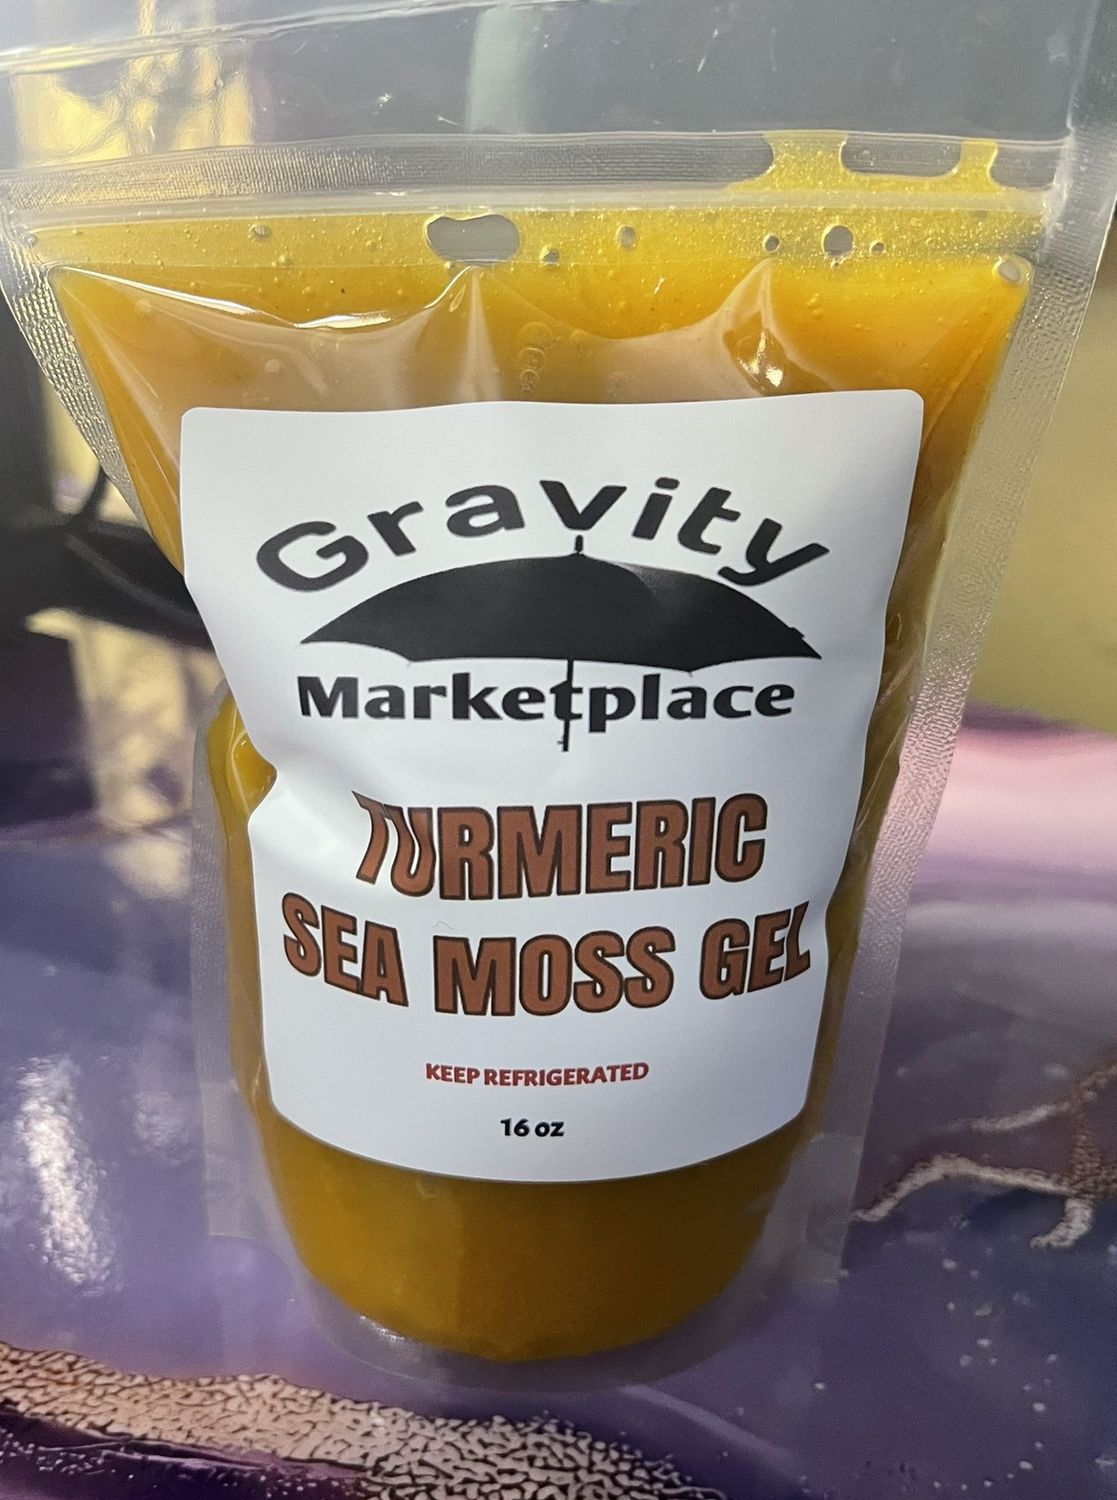 Gravity
Marketplace
TURMERIC
SEA MOSS GEL
KEEP REFRIGERATED
16 oz